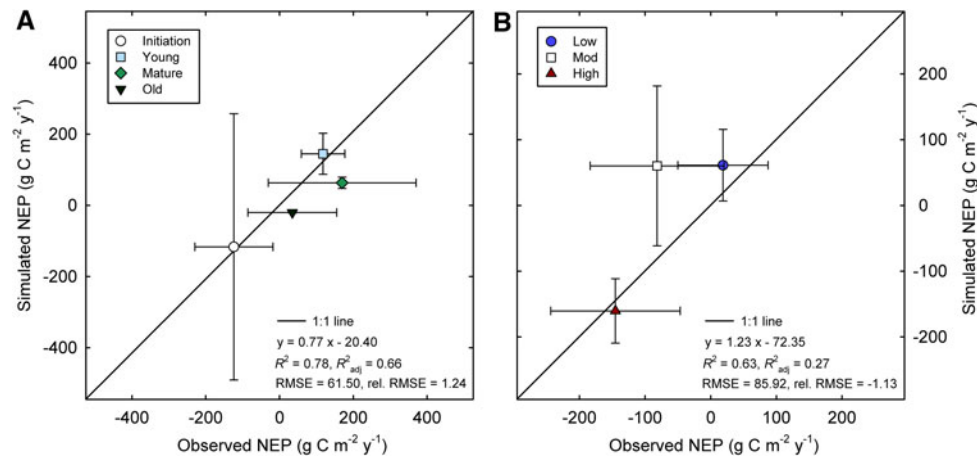 A
Initiation
Young
Mature
Old
400
200
0
-200
-400
Simulated NEP (g C m⁻² y⁻¹)
1:1 line
y = 0.77 x - 20.40
R² = 0.78, R²adj = 0.66
RMSE = 61.50, rel. RMSE = 1.24
-400 -200 0 200 400
Observed NEP (g C m⁻² y⁻¹)
B
Low
Mod
High
200
100
0
-100
-200
Simulated NEP (g C m⁻² y⁻¹)
1:1 line
y = 1.23 x - 72.35
R² = 0.63, R²adj = 0.27
RMSE = 85.92, rel. RMSE = -1.13
-200 -100 0 100 200
Observed NEP (g C m⁻² y⁻¹)